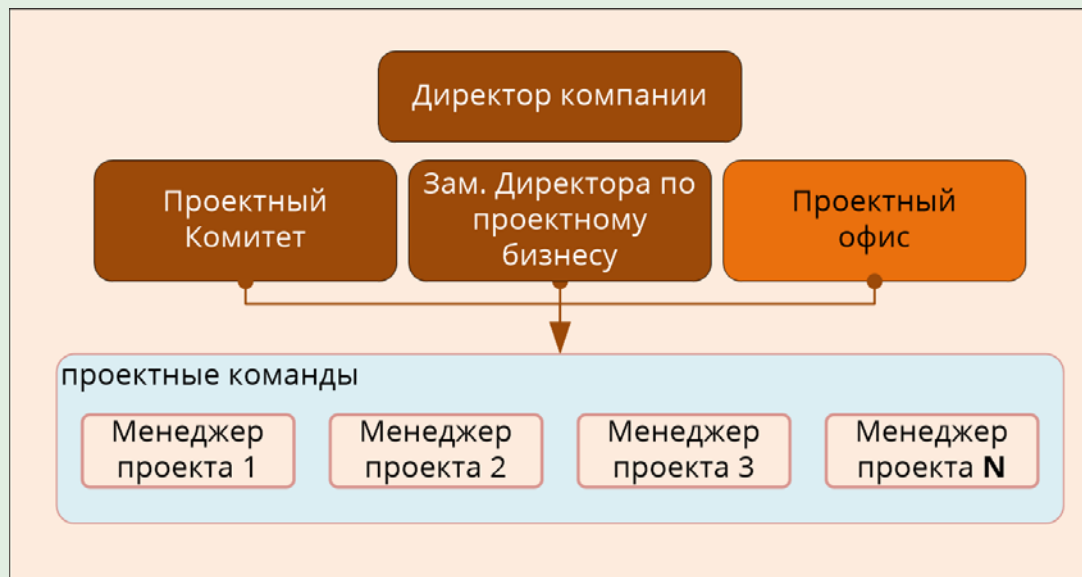 Директор компании
Проектный
Комитет
Зам. Директора по
проектному
бизнесу
Проектный
офис
проектные команды
Менеджер
проекта 1
Менеджер
проекта 2
Менеджер
проекта 3
Менеджер
проекта N